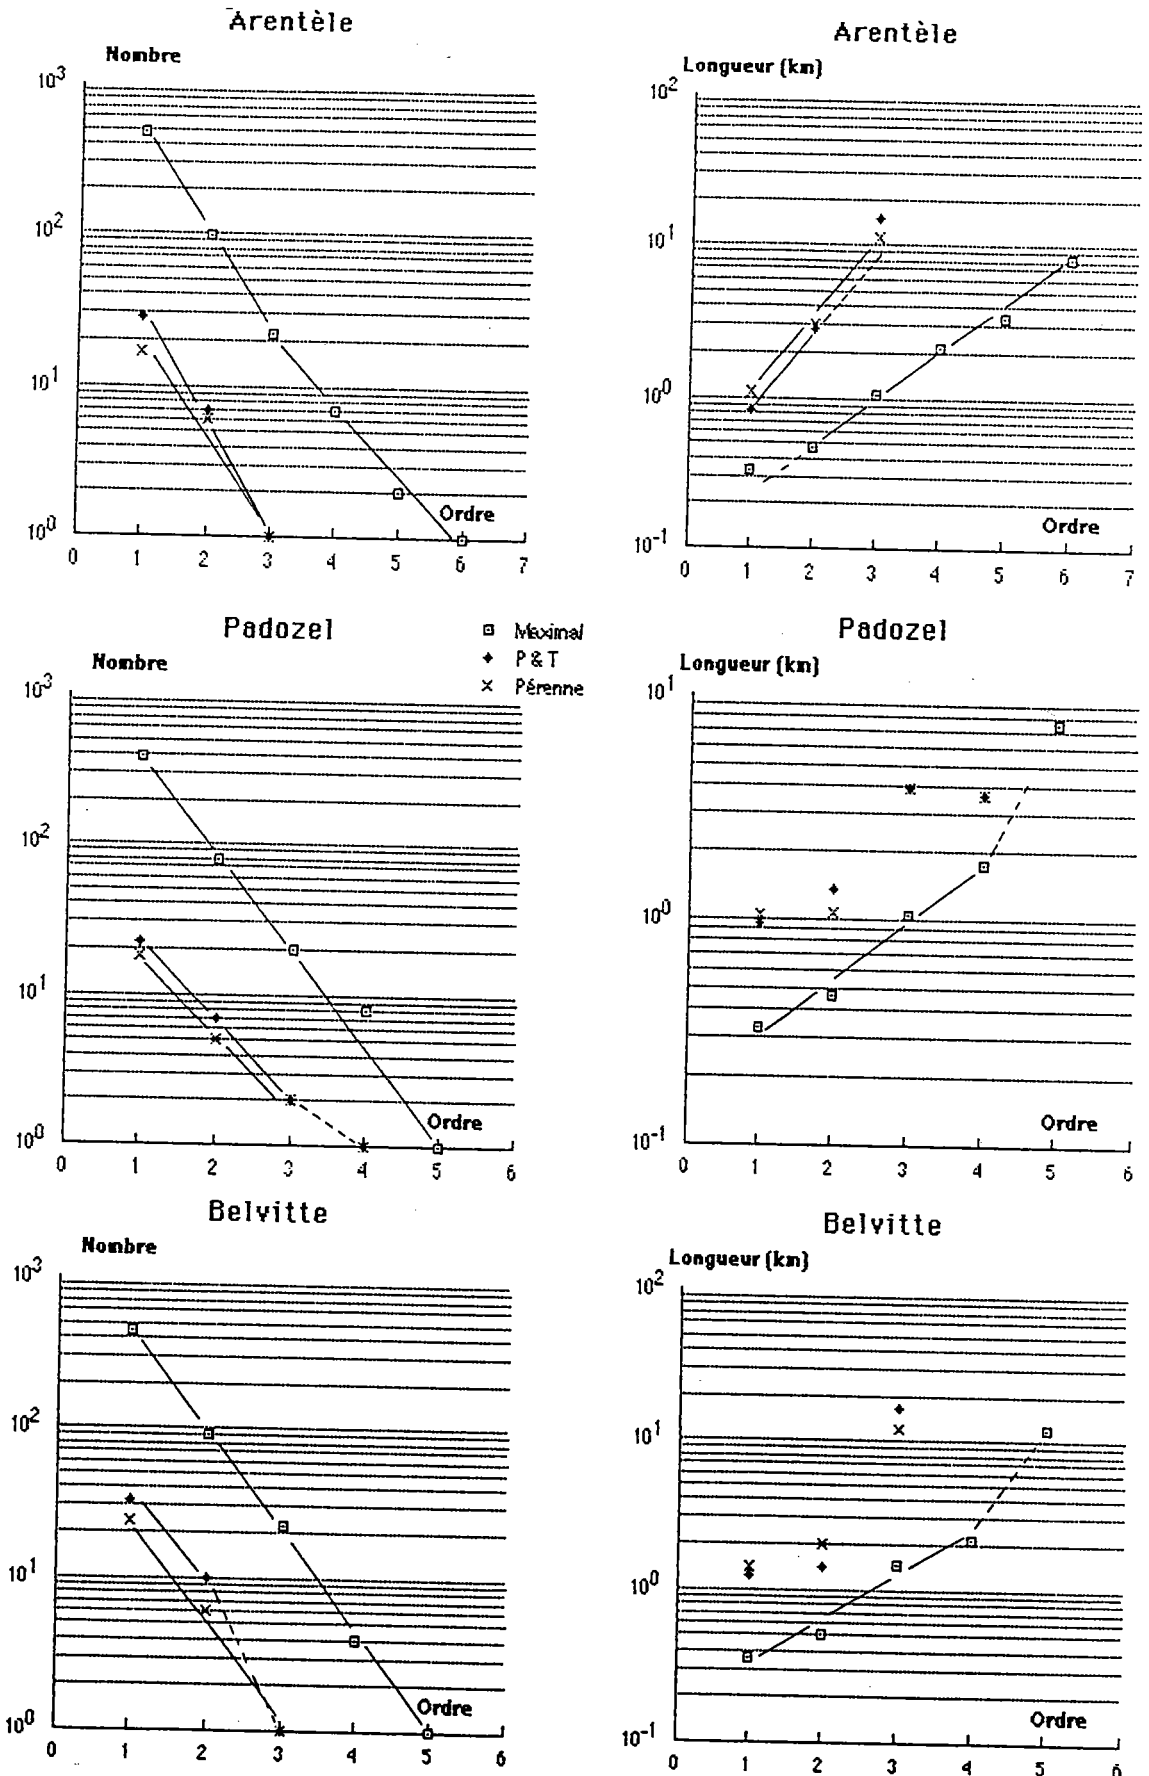 Arentèle
Nombre
10³
10²
10¹
10⁰
Ordre
0 1 2 3 4 5 6 7
Arentèle
Longueur (km)
10²
10¹
10⁰
10⁻¹
Ordre
0 1 2 3 4 5 6 7
Padozel
Nombre
Maximal
P & T
Pérenne
10³
10²
10¹
10⁰
Ordre
0 1 2 3 4 5 6
Padozel
Longueur (km)
10¹
10⁰
10⁻¹
Ordre
0 1 2 3 4 5 6
Belvitte
Nombre
10³
10²
10¹
10⁰
Ordre
0 1 2 3 4 5 6
Belvitte
Longueur (km)
10²
10¹
10⁰
10⁻¹
Ordre
0 1 2 3 4 5 6